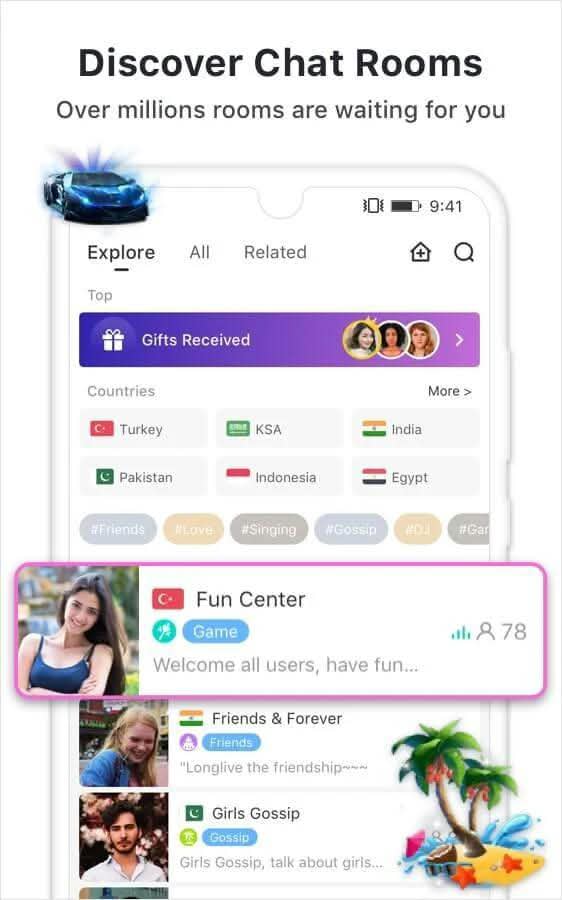 Discover Chat Rooms
Over millions rooms are waiting for you
9:41
Explore All Related
Top
Gifts Received
Countries More >
Turkey KSA India
Pakistan Indonesia Egypt
#Friends #Love #Singing #Gossip #DJ #Gar
Fun Center
Game 78
Welcome all users, have fun...
Friends & Forever
Friends
"Longlive the friendship~~~
Girls Gossip
Gossip
Girls Gossip, talk about girls...